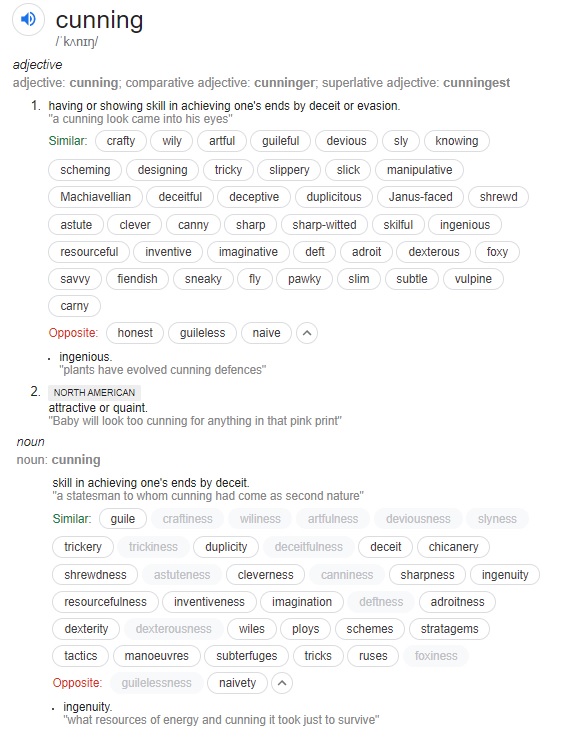 cunning
/ˈkʌnɪŋ/
adjective
adjective: cunning; comparative adjective: cunninger; superlative adjective: cunningest
1. having or showing skill in achieving one's ends by deceit or evasion.
"a cunning look came into his eyes"
Similar: crafty wily artful guileful devious sly knowing
scheming designing tricky slippery slick manipulative
Machiavellian deceitful deceptive duplicitous Janus-faced shrewd
astute clever canny sharp sharp-witted skilful ingenious
resourceful inventive imaginative deft adroit dexterous foxy
savvy fiendish sneaky fly pawky slim subtle vulpine
carny
Opposite: honest guileless naive
• ingenious.
"plants have evolved cunning defences"
2. NORTH AMERICAN
attractive or quaint.
"Baby will look too cunning for anything in that pink print"
noun
noun: cunning
skill in achieving one's ends by deceit.
"a statesman to whom cunning had come as second nature"
Similar: guile craftiness wiliness artfulness deviousness slyness
trickery trickiness duplicity deceitfulness deceit chicanery
shrewdness astuteness cleverness canniness sharpness ingenuity
resourcefulness inventiveness imagination deftness adroitness
dexterity dexterousness wiles ploys schemes stratagems
tactics manoeuvres subterfuges tricks ruses foxiness
Opposite: guilelessness naivety
• ingenuity.
"what resources of energy and cunning it took just to survive"